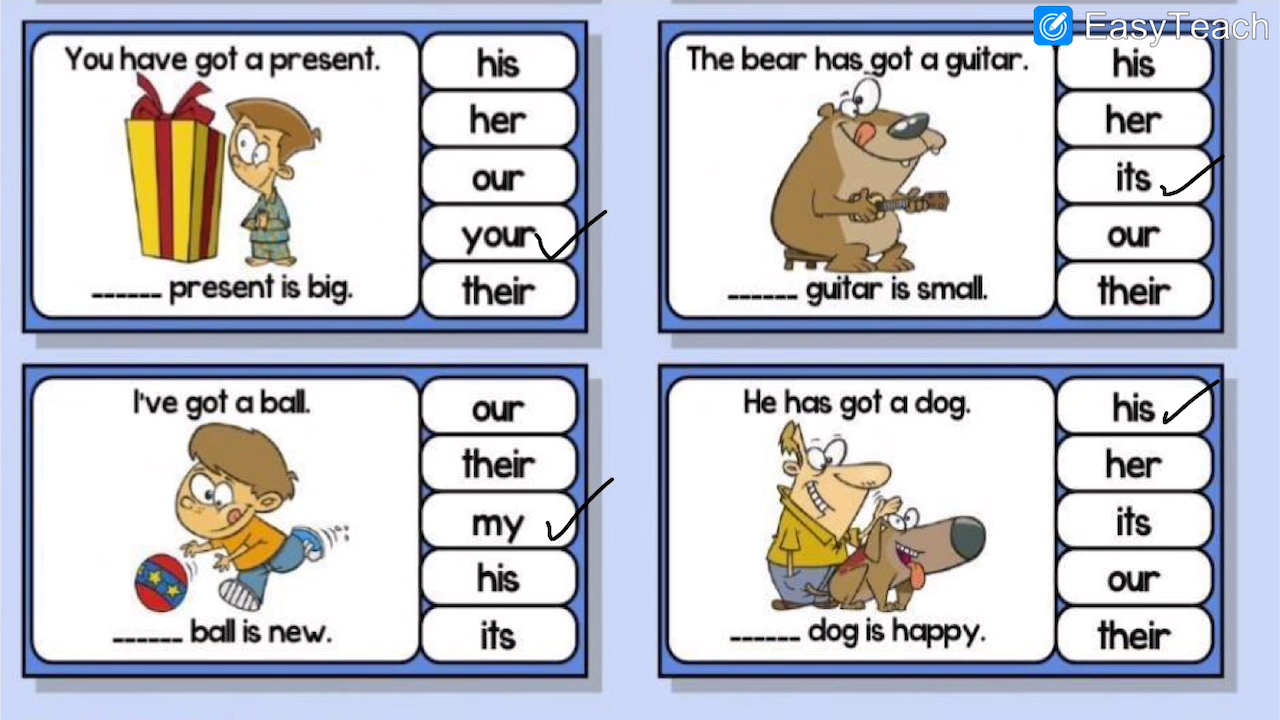 EasyTeach
You have got a present.
his
her
our
your
their
______ present is big.
The bear has got a guitar.
his
her
its
our
their
______ guitar is small.
I've got a ball.
our
their
my
his
its
______ ball is new.
He has got a dog.
his
her
its
our
their
______ dog is happy.